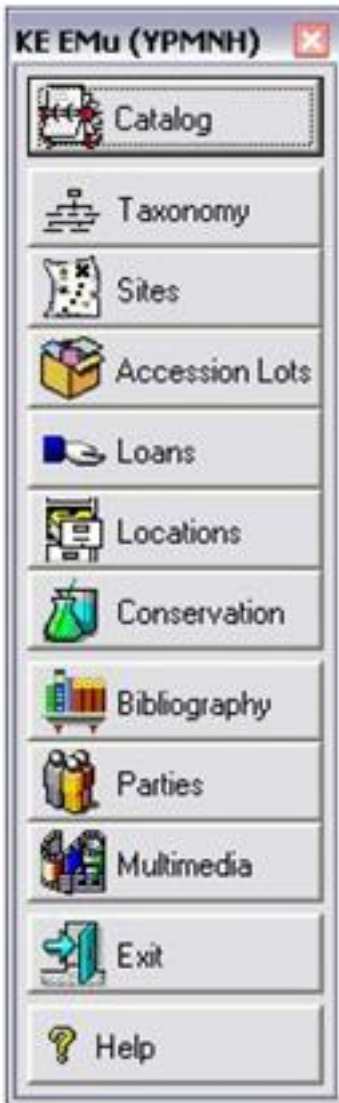 KE EMu (YPMNH)
Catalog
Taxonomy
Sites
Accession Lots
Loans
Locations
Conservation
Bibliography
Parties
Multimedia
Exit
Help